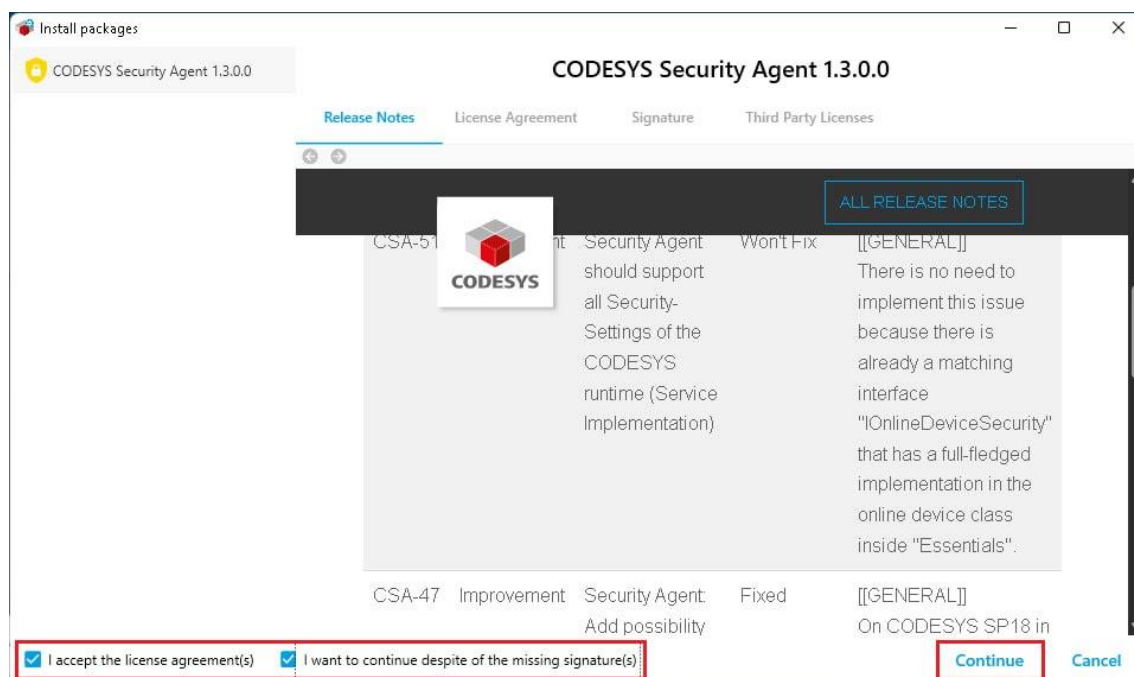 Install packages
CODESYS Security Agent 1.3.0.0
CODESYS Security Agent 1.3.0.0
Release Notes License Agreement Signature Third Party Licenses
ALL RELEASE NOTES
CODESYS
CSA-51 nt Security Agent Won't Fix [[GENERAL]]
should support There is no need to
all Security- implement this issue
Settings of the because there is
CODESYS already a matching
runtime (Service interface
Implementation) "IOnlineDeviceSecurity"
that has a full-fledged
implementation in the
online device class
inside "Essentials".
CSA-47 Improvement Security Agent: Fixed [[GENERAL]]
Add possibility On CODESYS SP18 in
I accept the license agreement(s) I want to continue despite of the missing signature(s) Continue Cancel